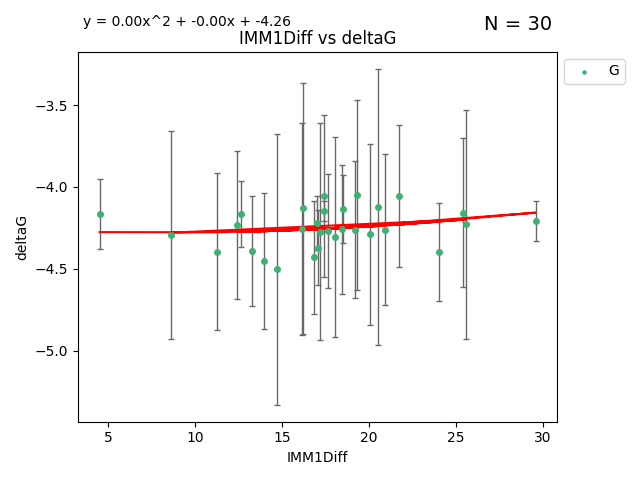 y = 0.00x^2 + -0.00x + -4.26
N = 30
IMM1Diff vs deltaG
G
−3.5
−4.0
−4.5
−5.0
deltaG
5
10
15
20
25
30
IMM1Diff